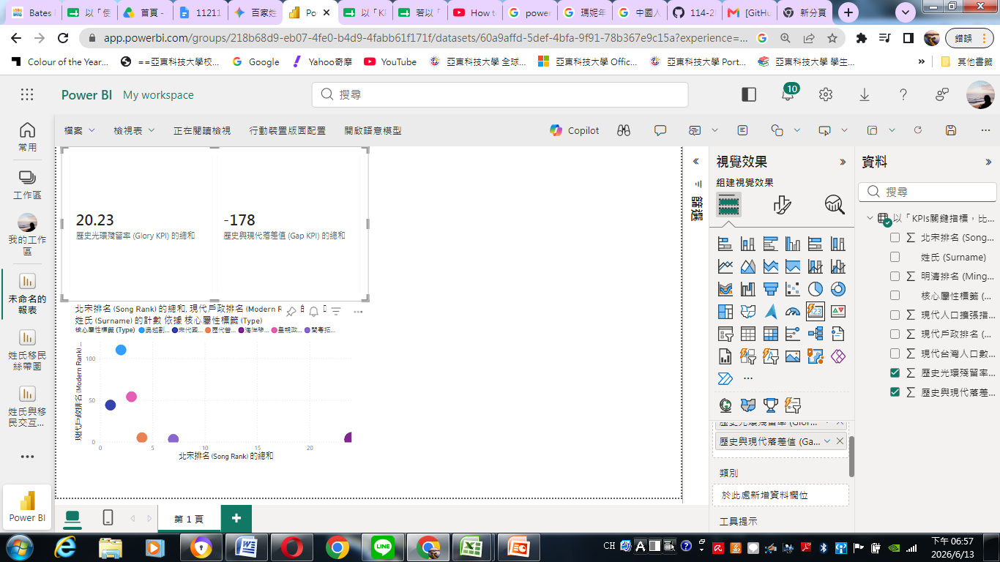 Bates
以「使
首頁 -
11211
百家姓
Po
以「KI
若以「
How t
power
瑪妮年
中國人
114-2
[GitHu
新分頁
app.powerbi.com/groups/218b68d9-eb07-4fe0-b4d9-4fabb61f171f/datasets/60a9affd-5def-4bfa-9f91-78b367e9c15a?experience=...
錯誤
Colour of the Year...
==亞東科技大學校...
Google
Yahoo奇摩
YouTube
亞東科技大學 全球...
亞東科技大學 Offic...
亞東科技大學 Port...
亞東科技大學 學生...
»
其他書籤
Power BI My workspace
搜尋
10
檔案
檢視表
正在閱讀檢視
行動裝置版面配置
開啟語意模型
Copilot
常用
工作區
我的工作
區
未命名的
報表
姓氏移民
絲帶圖
姓氏與移
民交互...
Power BI
20.23
歷史光環殘留率 (Glory KPI) 的總和
-178
歷史與現代落差值 (Gap KPI) 的總和
北宋排名 (Song Rank) 的總和, 現代戶政排名 (Modern R
姓氏 (Surname) 的計數 依據 核心屬性標籤 (Type)
核心屬性標籤 (Type)
吳越割...
宋代國...
歷代普...
海洋移...
皇親政...
閩粵拓...
現代戶政排名 (Modern Rank) ...
100
50
0
0
5
10
15
20
北宋排名 (Song Rank) 的總和
篩選
視覺效果
組建視覺效果
歷史光環殘留率 (Glor...
歷史與現代落差值 (Ga...
類別
於此處新增資料欄位
工具提示
資料
搜尋
以「KPIs關鍵指標，比...
北宋排名 (Song...
姓氏 (Surname)
明清排名 (Ming...
核心屬性標籤 (...
現代人口擴張指...
現代戶政排名 (...
現代台灣人口數...
歷史光環殘留率...
歷史與現代落差...
第 1 頁
CH
下午 06:57
2026/6/13